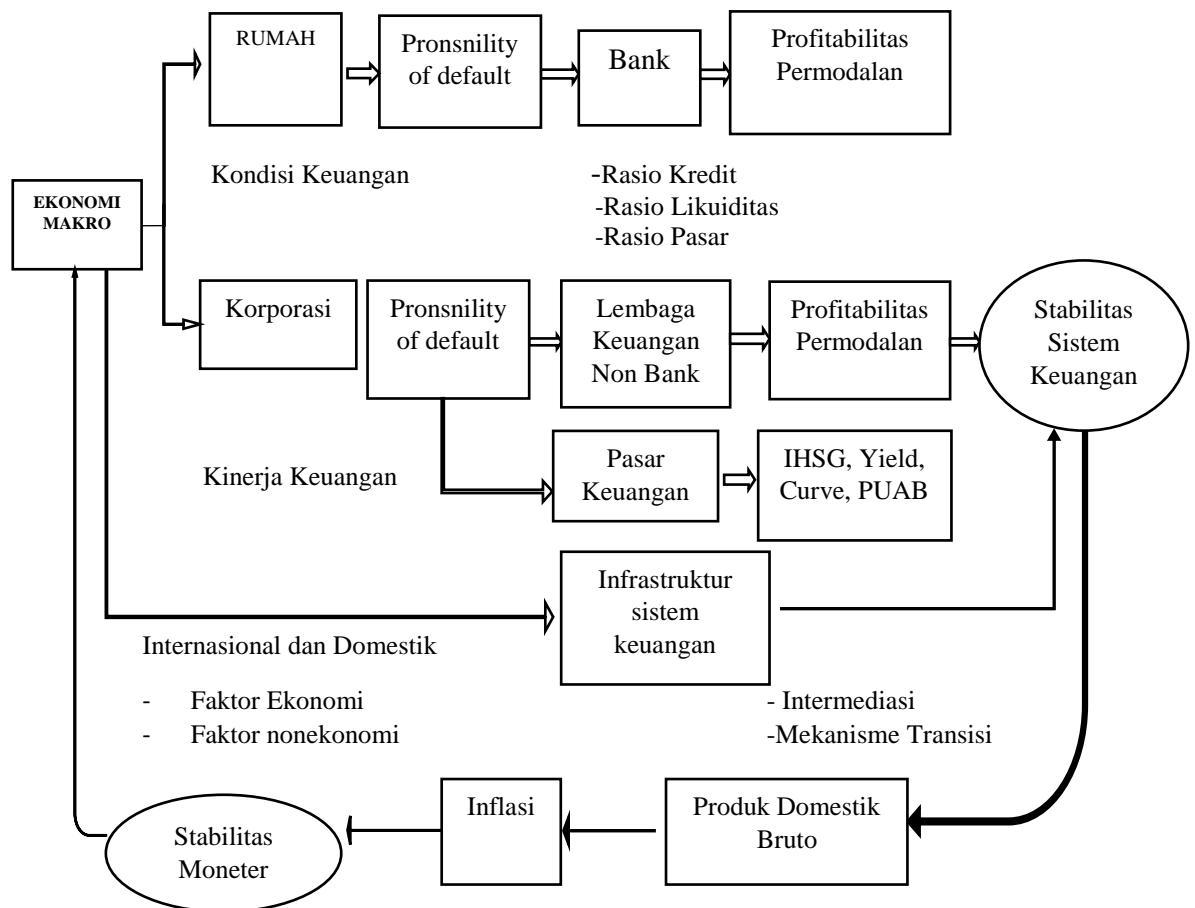 RUMAH
Pronsnility
of default
Bank
Profitabilitas
Permodalan
Kondisi Keuangan
-Rasio Kredit
-Rasio Likuiditas
-Rasio Pasar
EKONOMI
MAKRO
Korporasi
Pronsnility
of default
Lembaga
Keuangan
Non Bank
Profitabilitas
Permodalan
Stabilitas
Sistem
Keuangan
Kinerja Keuangan
Pasar
Keuangan
IHSG, Yield,
Curve, PUAB
Infrastruktur
sistem
keuangan
Internasional dan Domestik
- Faktor Ekonomi
- Faktor nonekonomi
- Intermediasi
-Mekanisme Transisi
Stabilitas
Moneter
Inflasi
Produk Domestik
Bruto